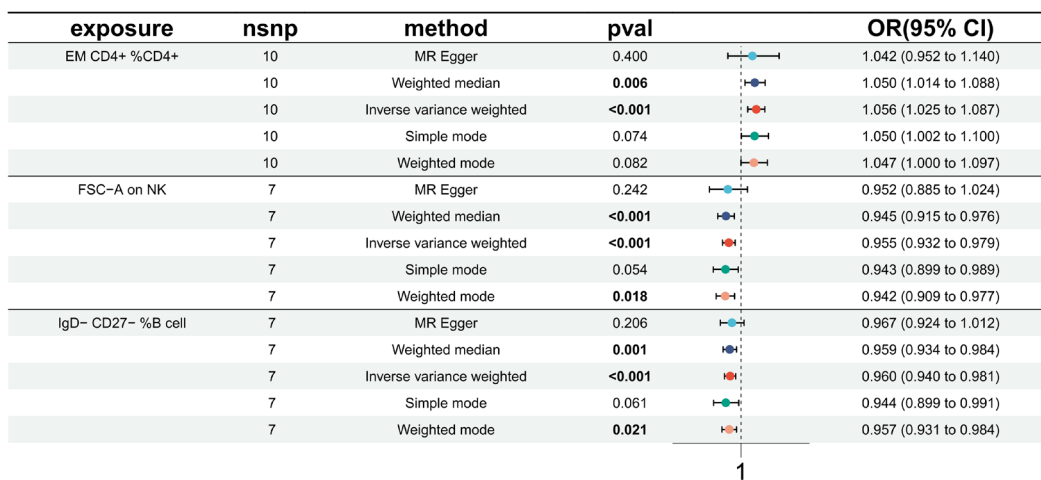 exposure nsnp method pval OR(95% CI)
EM CD4+ %CD4+ 10 MR Egger 0.400 1.042 (0.952 to 1.140)
10 Weighted median 0.006 1.050 (1.014 to 1.088)
10 Inverse variance weighted <0.001 1.056 (1.025 to 1.087)
10 Simple mode 0.074 1.050 (1.002 to 1.100)
10 Weighted mode 0.082 1.047 (1.000 to 1.097)
FSC−A on NK 7 MR Egger 0.242 0.952 (0.885 to 1.024)
7 Weighted median <0.001 0.945 (0.915 to 0.976)
7 Inverse variance weighted <0.001 0.955 (0.932 to 0.979)
7 Simple mode 0.054 0.943 (0.899 to 0.989)
7 Weighted mode 0.018 0.942 (0.909 to 0.977)
IgD− CD27− %B cell 7 MR Egger 0.206 0.967 (0.924 to 1.012)
7 Weighted median 0.001 0.959 (0.934 to 0.984)
7 Inverse variance weighted <0.001 0.960 (0.940 to 0.981)
7 Simple mode 0.061 0.944 (0.899 to 0.991)
7 Weighted mode 0.021 0.957 (0.931 to 0.984)
1